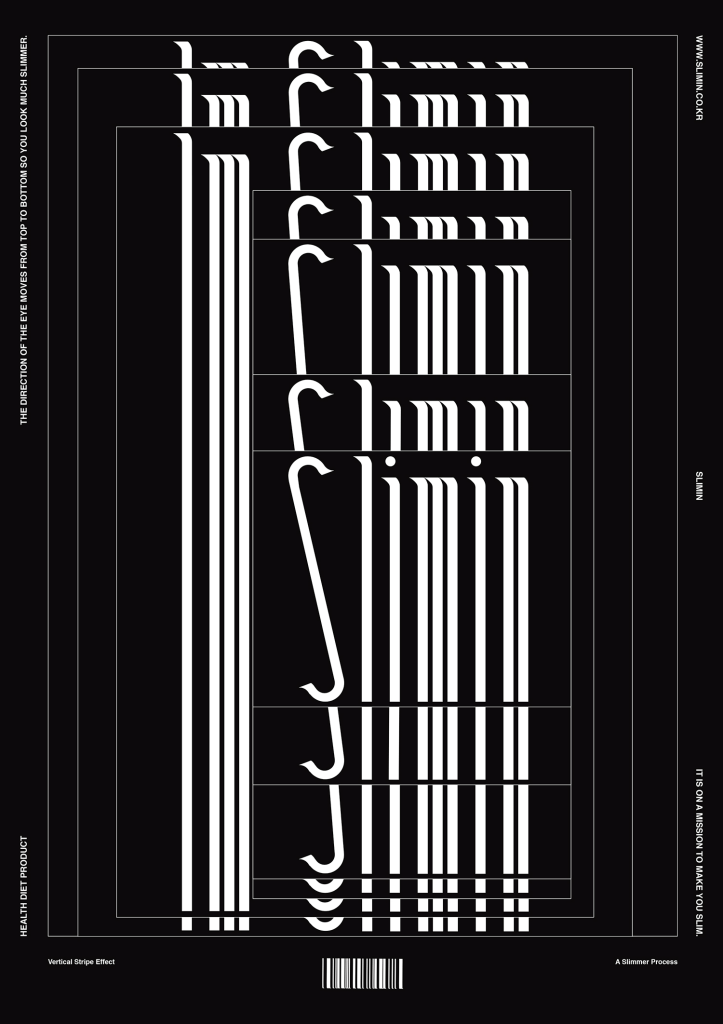 Im Slimin
THE DIRECTION OF THE EYE MOVES FROM TOP TO BOTTOM SO YOU LOOK MUCH SLIMMER.
HEALTH DIET PRODUCT
WWW.SLIMIN.CO.KR
SLIMIN
IT IS ON A MISSION TO MAKE YOU SLIM.
Vertical Stripe Effect
A Slimmer Process